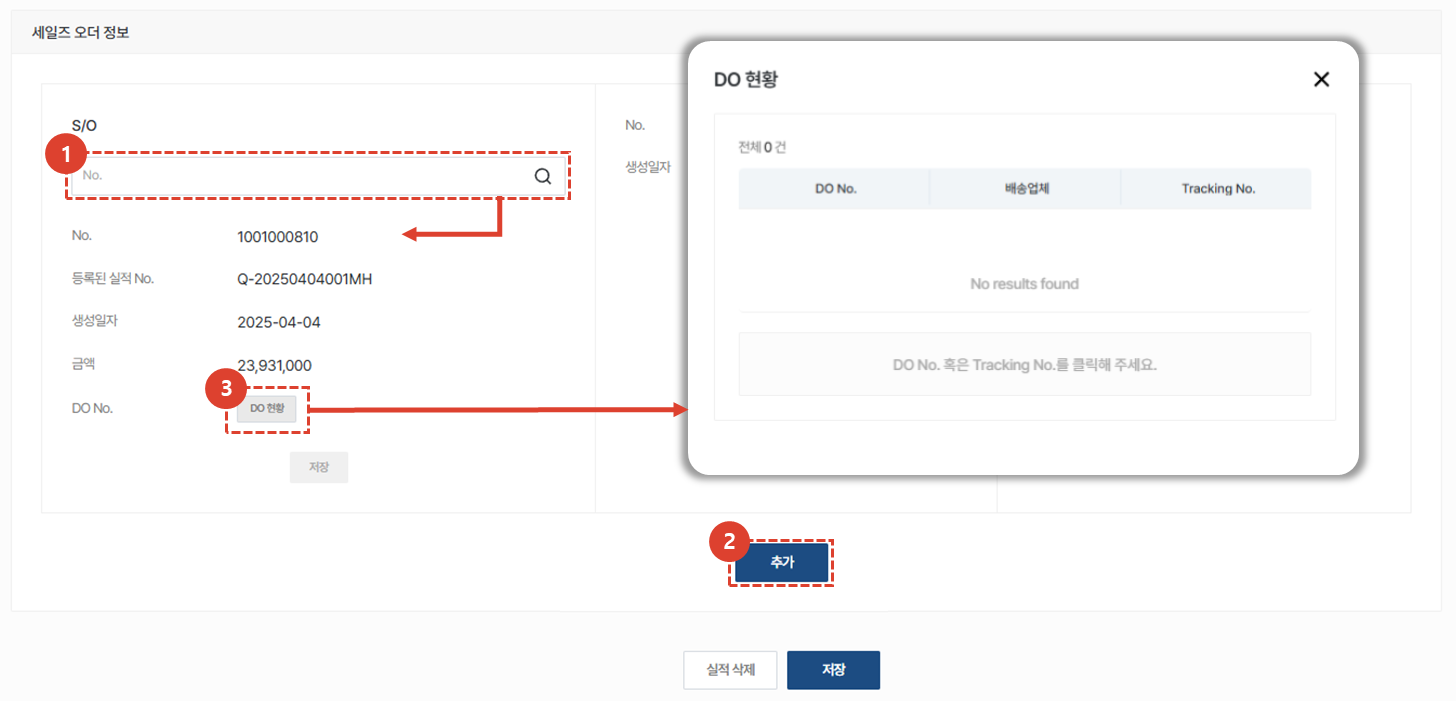 세일즈 오더 정보
S/O
1
No.
No. 1001000810
등록된 실적 No. Q-20250404001MH
생성일자 2025-04-04
금액 23,931,000
3
DO No. DO 현황
저장
No.
생성일자
DO 현황
전체 0 건
DO No. 배송업체 Tracking No.
No results found
DO No. 혹은 Tracking No.를 클릭해 주세요.
2
추가
실적 삭제 저장